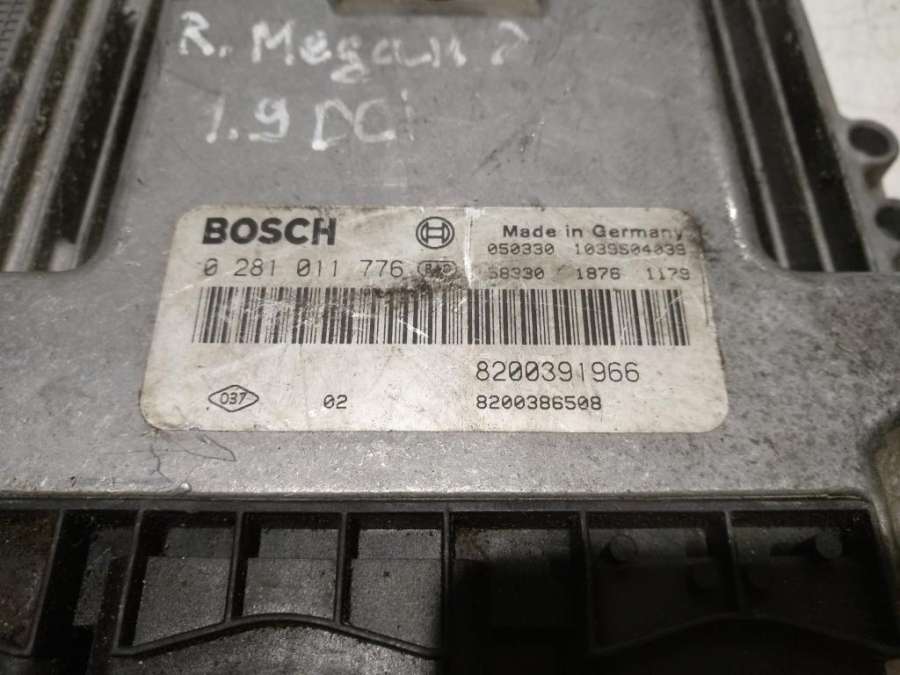 R. Megan 2
1.9 DCi
BOSCH
Made in Germany
050330 1039S04039
0 281 011 776
58330 1876 1179
8200391966
037
02
8200386508